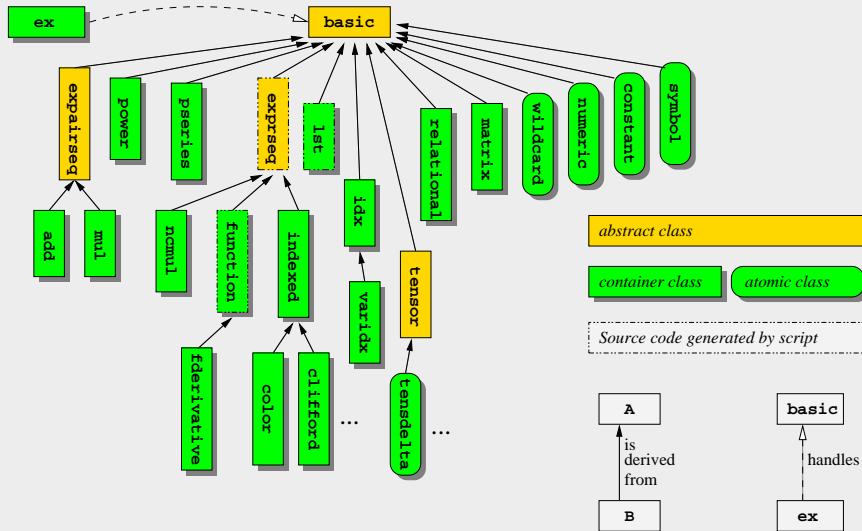 ex
basic
expairseq
power
pseries
exprseq
lst
relational
matrix
wildcard
numeric
constant
symbol
add
mul
ncmul
function
indexed
idx
varidx
tensor
fderivative
color
clifford
...
tensdelta
...
abstract class
container class
atomic class
Source code generated by script
A
is
derived
from
B
basic
handles
ex